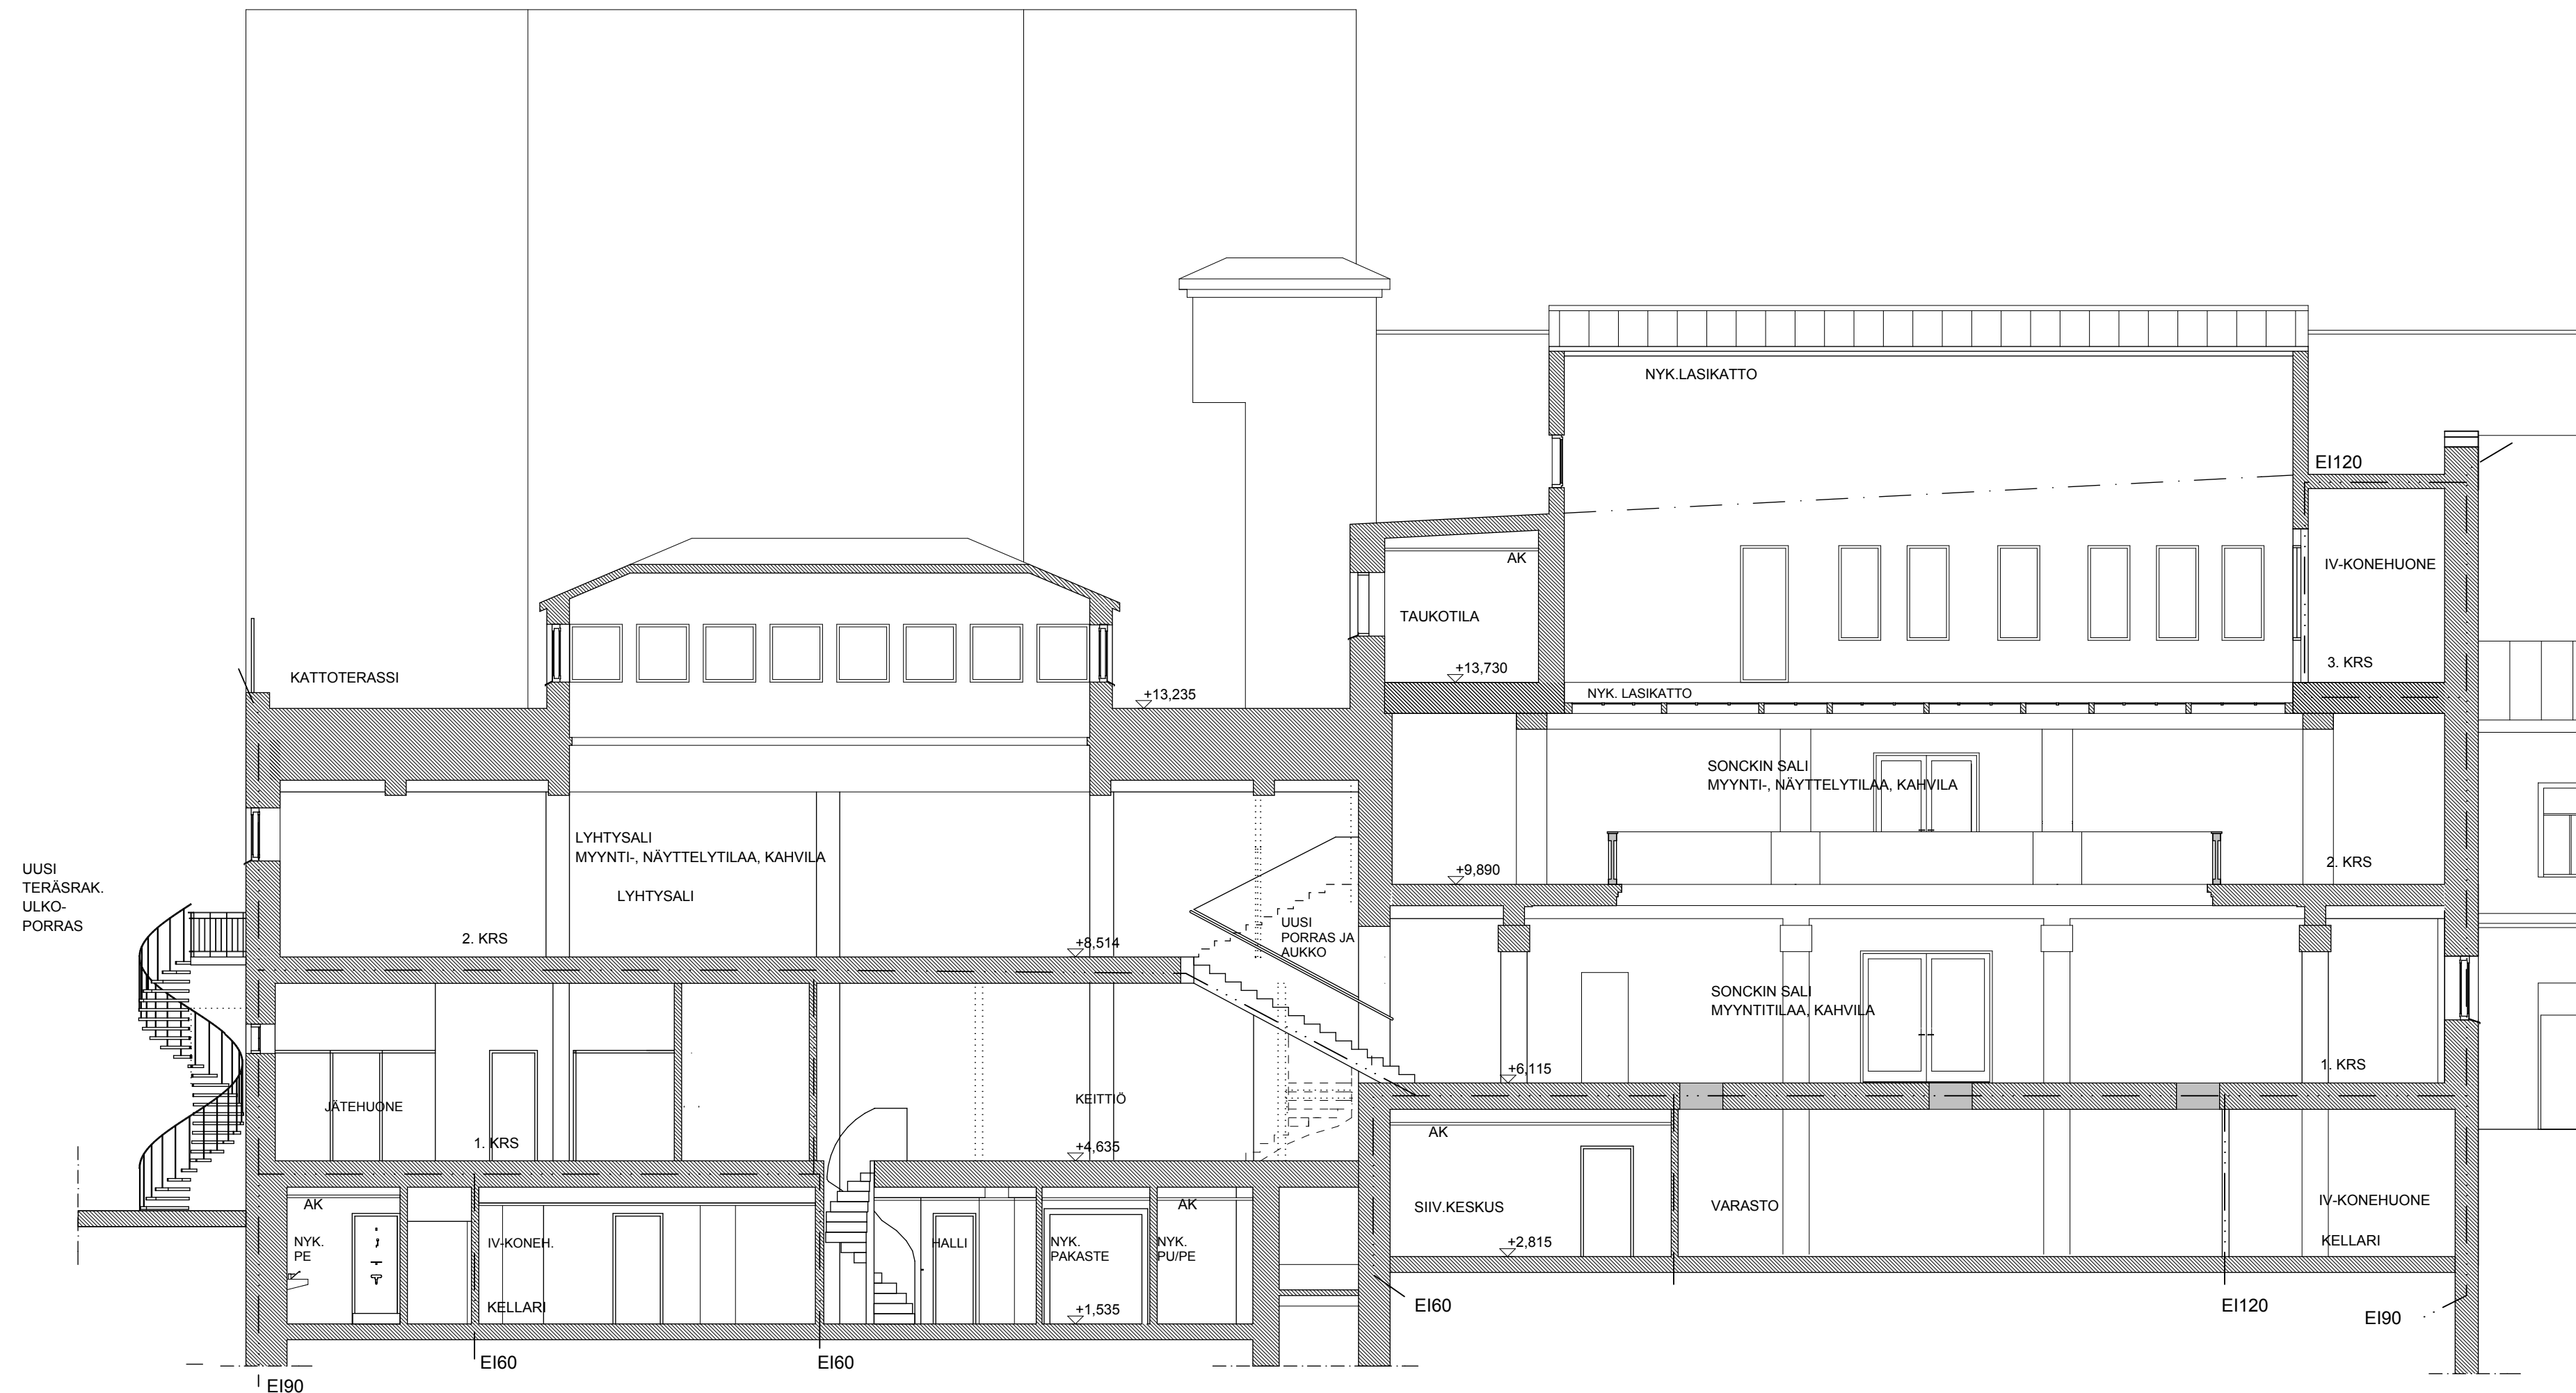 NYK.LASIKATTO
EI120
AK
IV-KONEHUONE
TAUKOTILA
KATTOTERASSI
+13,730
3. KRS
+13,235
NYK. LASIKATTO
SONCKIN SALI
MYYNTI-, NÄYTTELYTILAA, KAHVILA
LYHTYSALI
MYYNTI-, NÄYTTELYTILAA, KAHVILA
LYHTYSALI
+9,890
2. KRS
UUSI
TERÄSRAK.
ULKO-
PORRAS
2. KRS
+8,514
UUSI
PORRAS JA
AUKKO
SONCKIN SALI
MYYNTITILAA, KAHVILA
+6,115
1. KRS
JÄTEHUONE
KEITTIÖ
1. KRS
+4,635
AK
AK
NYK.
PE
IV-KONEH.
HALLI
NYK.
PAKASTE
AK
NYK.
PU/PE
SIIV.KESKUS
VARASTO
IV-KONEHUONE
+2,815
KELLARI
KELLARI
+1,535
EI60
EI120
EI90
EI60
EI60
EI90